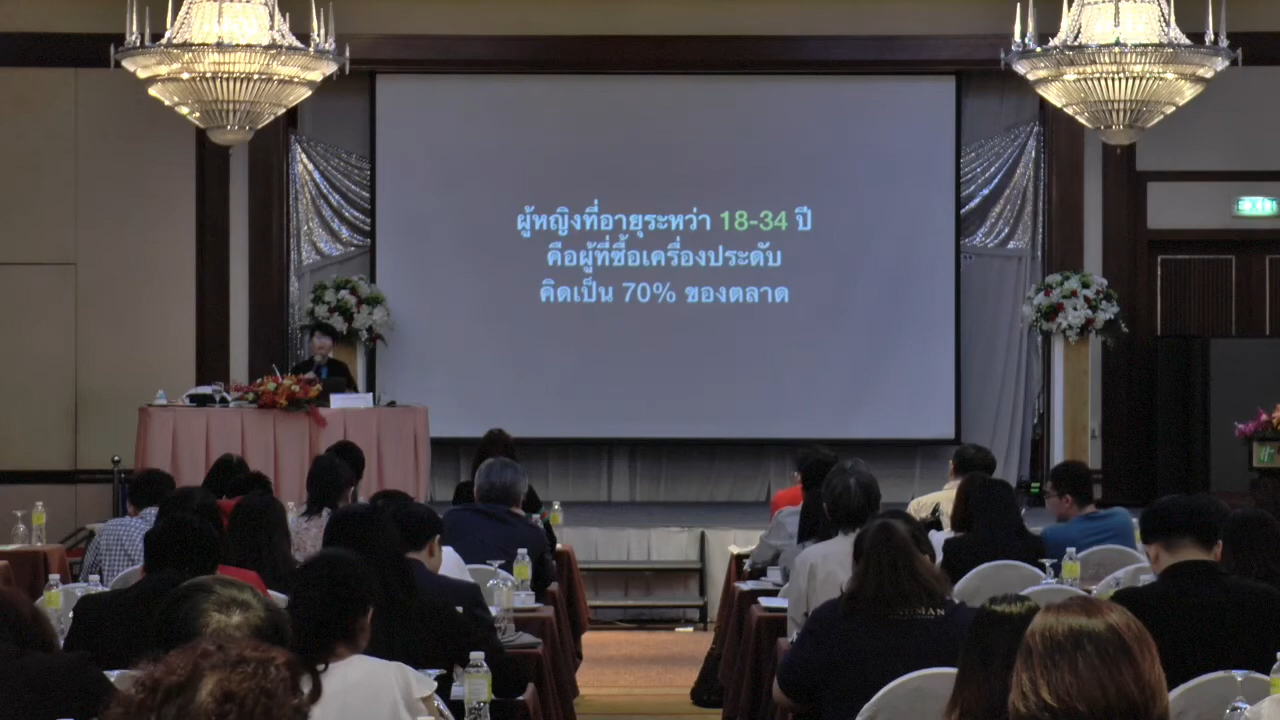 ผู้หญิงที่อายุระหว่า 18-34 ปี
คือผู้ที่ซื้อเครื่องประดับ
คิดเป็น 70% ของตลาด
EXIT